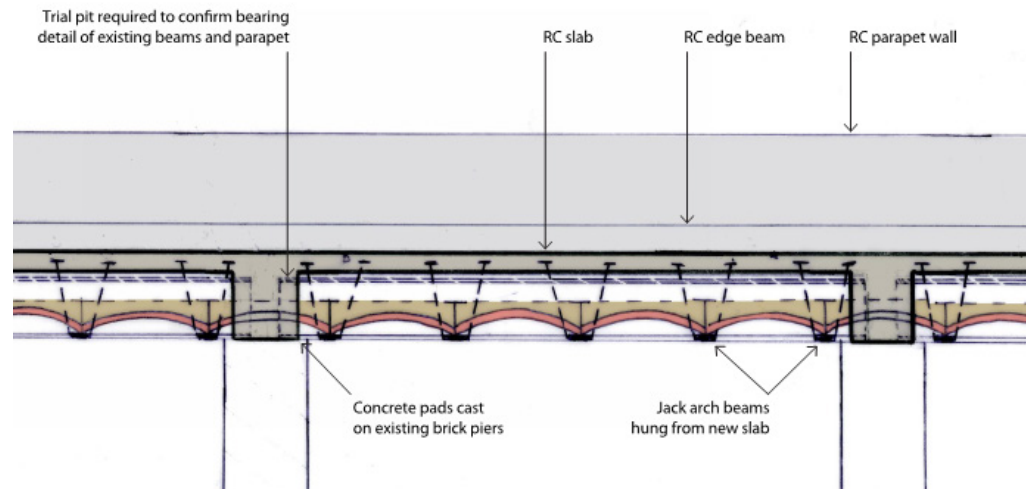 Trial pit required to confirm bearing
detail of existing beams and parapet
RC slab
RC edge beam
RC parapet wall
Concrete pads cast
on existing brick piers
Jack arch beams
hung from new slab